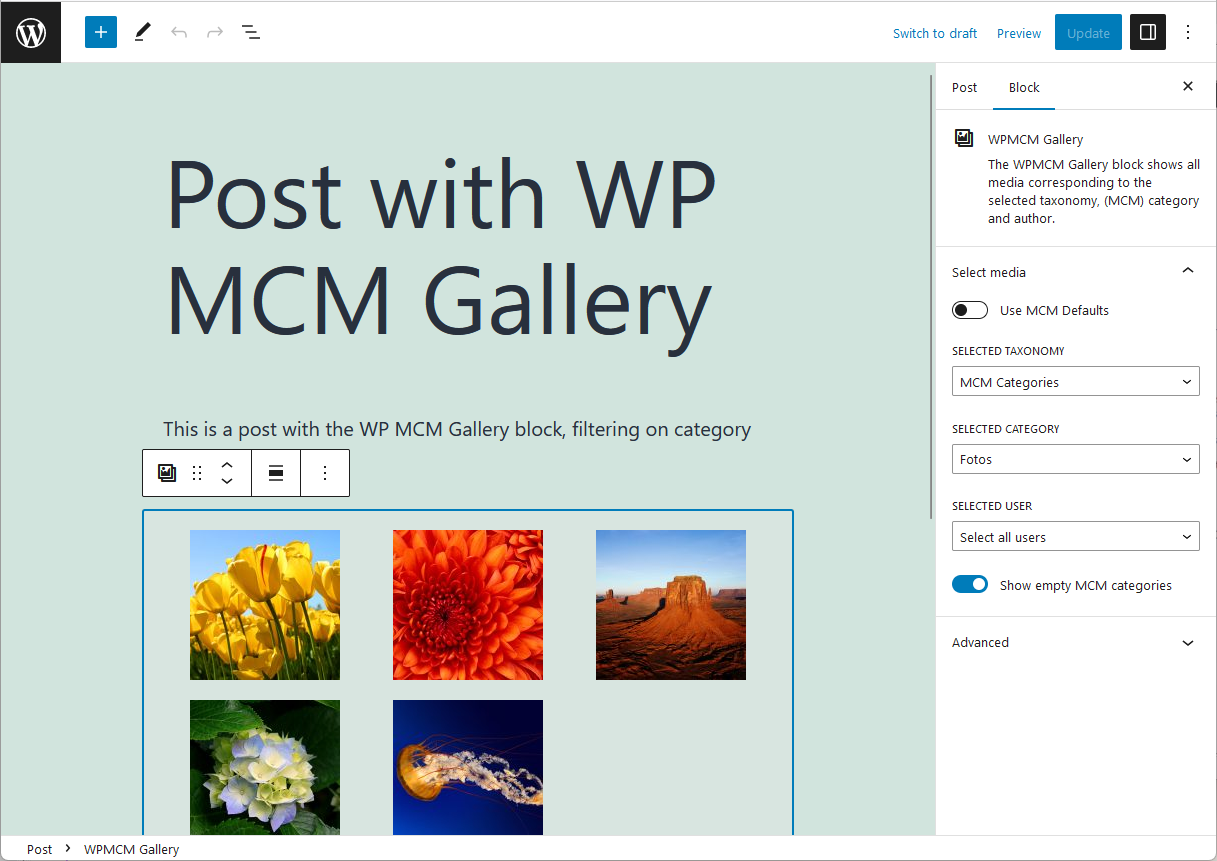 Switch to draft
Preview
Update
Post
Block
WPMCM Gallery
The WPMCM Gallery block shows all
media corresponding to the
selected taxonomy, (MCM) category
and author.
Select media
Use MCM Defaults
SELECTED TAXONOMY
MCM Categories
SELECTED CATEGORY
Fotos
SELECTED USER
Select all users
Show empty MCM categories
Advanced
Post with WP
MCM Gallery
This is a post with the WP MCM Gallery block, filtering on category
Post
WPMCM Gallery